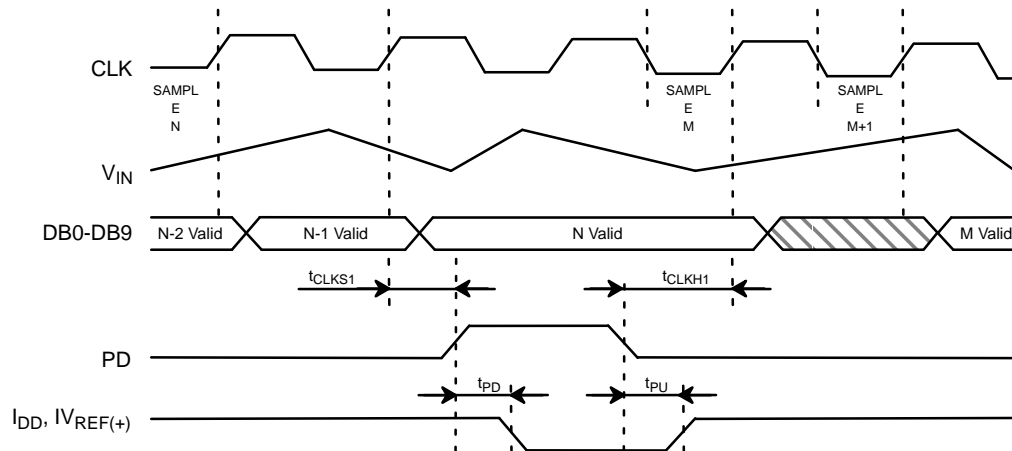 CLK
SAMPL
E
N
SAMPL
E
M
SAMPL
E
M+1
VIN
DB0-DB9
N-2 Valid
N-1 Valid
N Valid
M Valid
tCLKS1
tCLKH1
PD
tPD
tPU
IDD, IVREF(+)